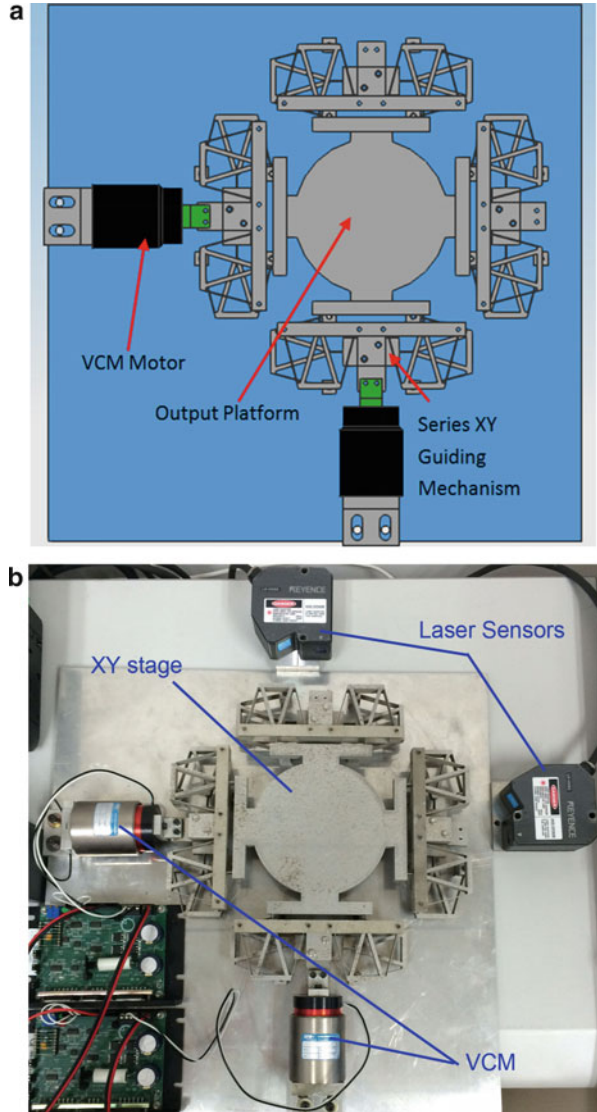 a
VCM Motor
Output Platform
Series XY
Guiding
Mechanism
b
KEYENCE
Laser Sensors
XY stage
KEYENCE
VCM